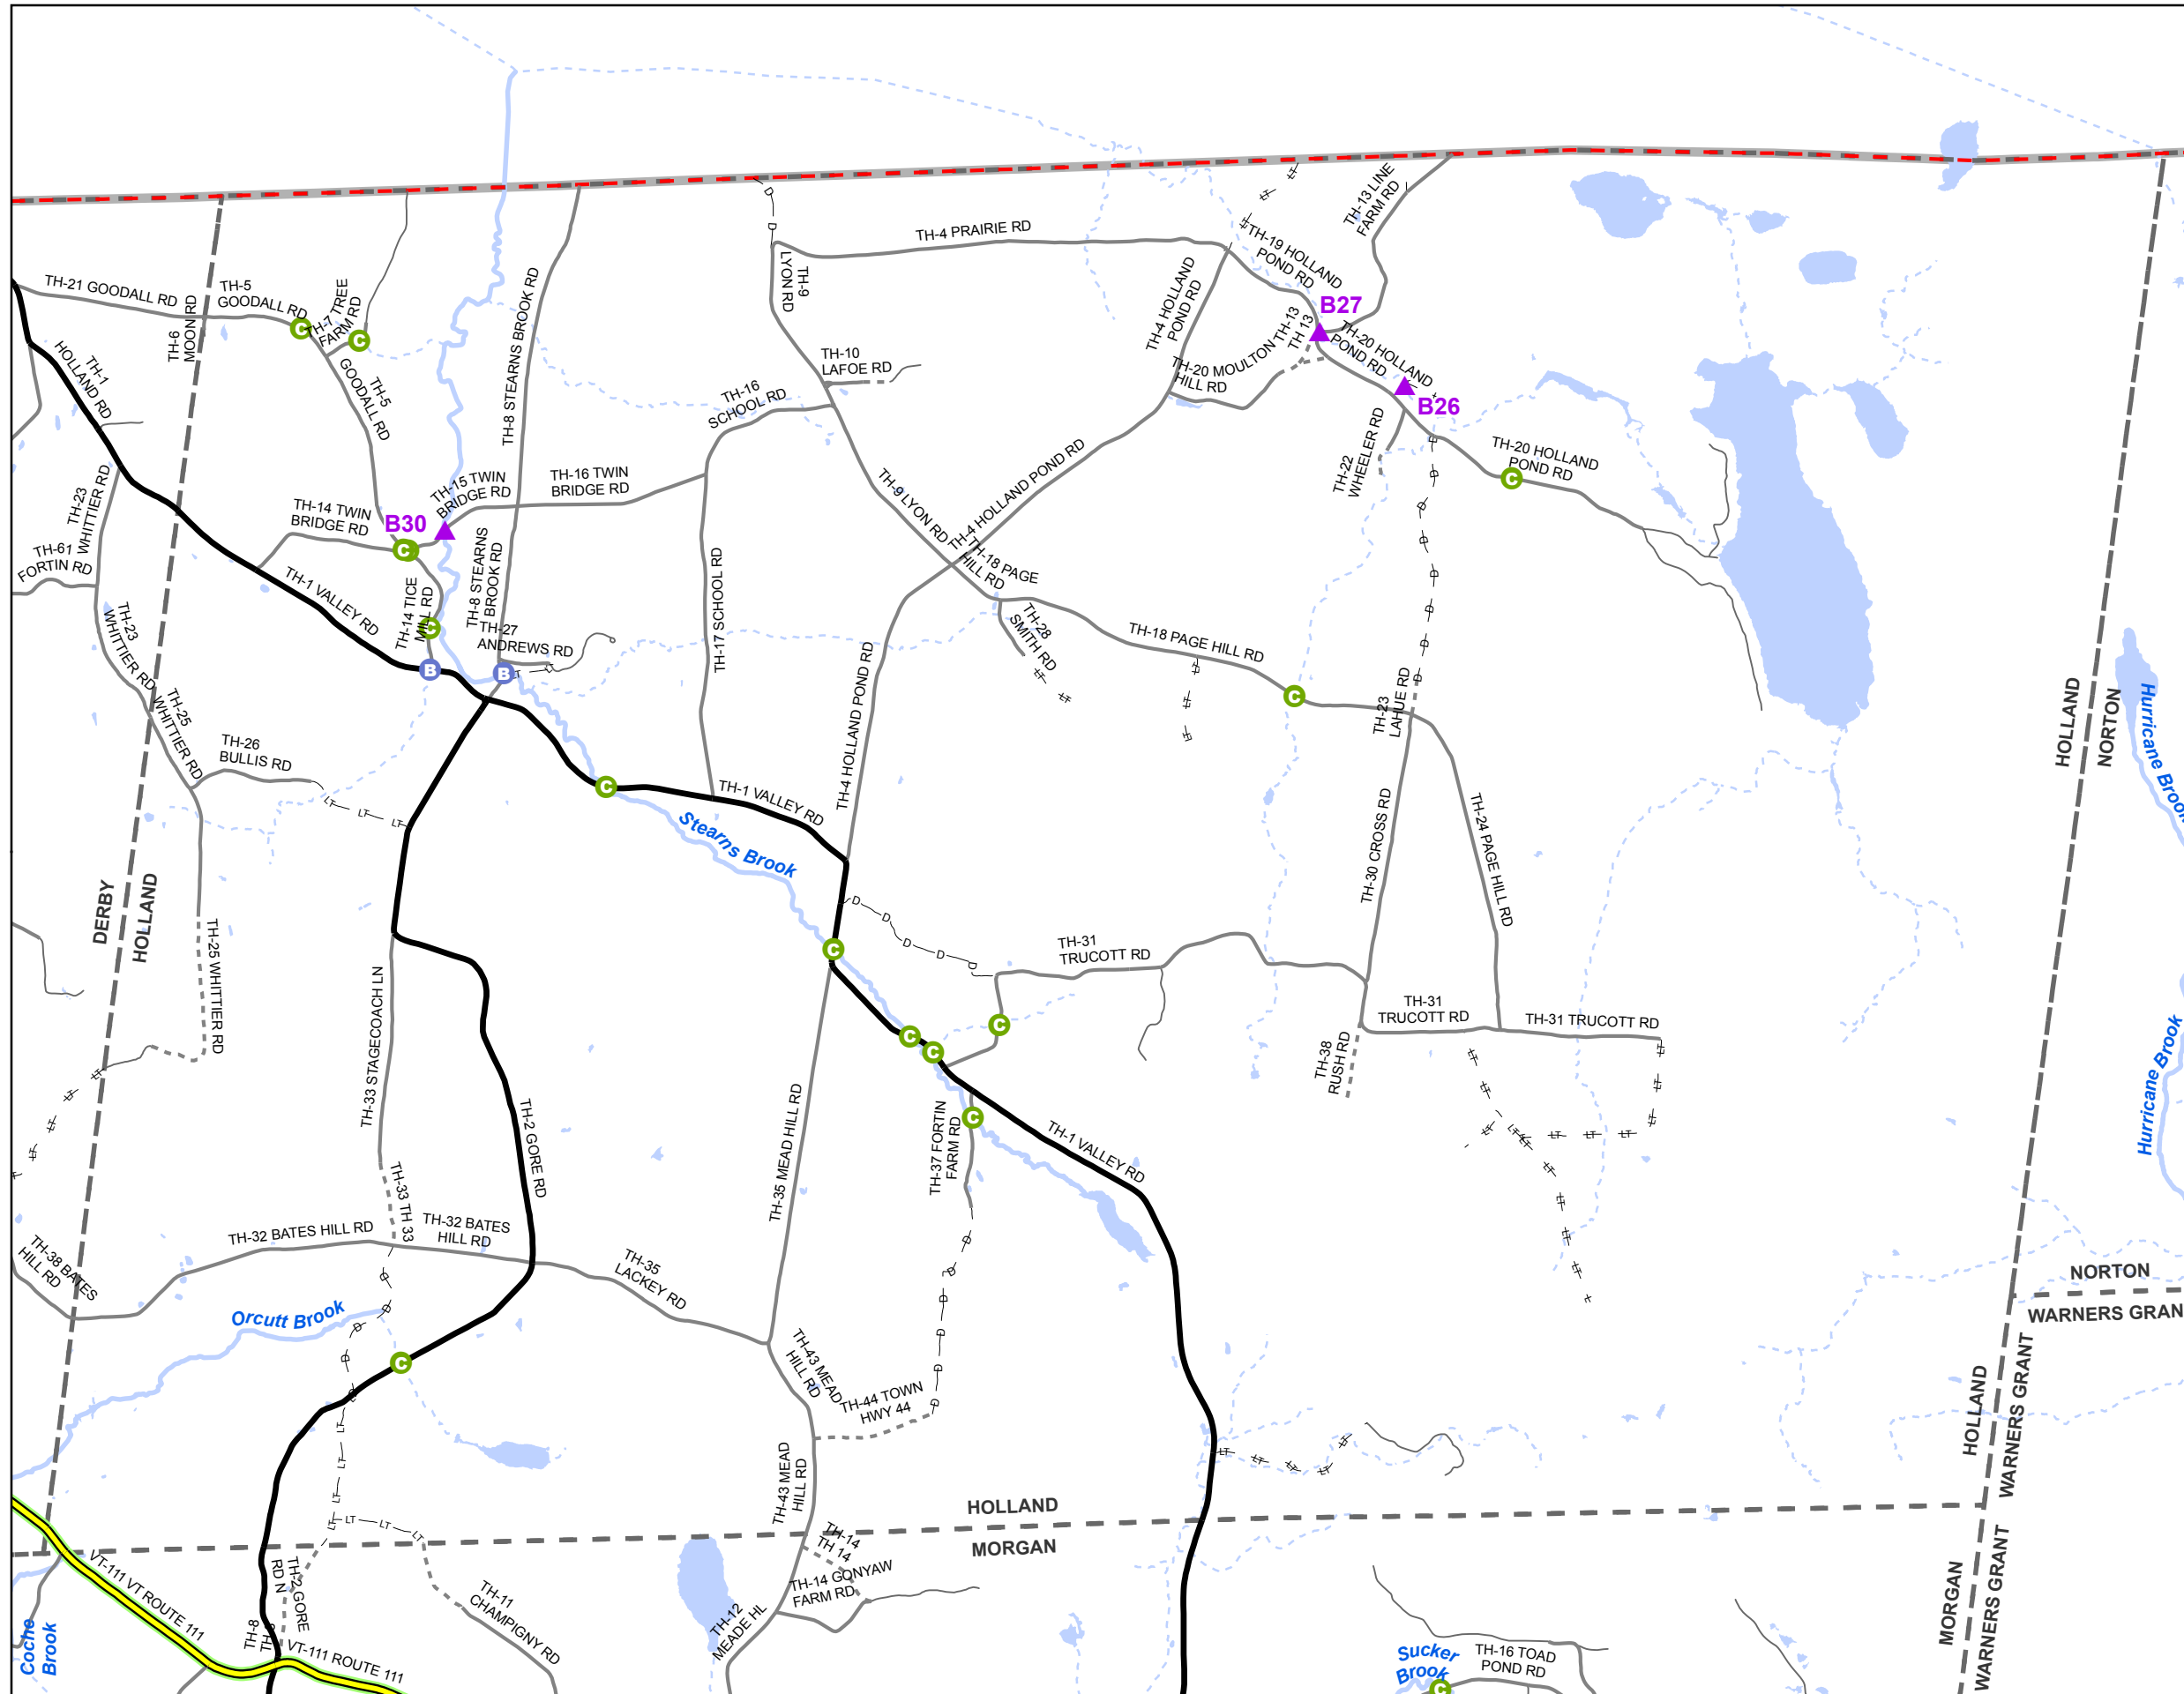 TH-4 PRAIRIE RD
TH-13 LINE
FARM RD
TH-19 HOLLAND
POND RD
TH-21 GOODALL RD
TH-5
GOODALL RD
TH-6
MOON RD
TH-7 TREE
FARM RD
TH-5
GOODALL RD
TH-1
HOLLAND RD
TH-8 STEARNS BROOK RD
TH-9
LYON RD
TH-10
LAFOE RD
TH-16
SCHOOL RD
TH-4 HOLLAND
POND RD
TH-20 MOULTON
HILL RD
TH-13
TH 13
B27
TH-20 HOLLAND
POND RD
B26
TH-22
WHEELER RD
TH-20 HOLLAND
POND RD
TH-23
WHITTIER RD
TH-61
FORTIN RD
TH-14 TWIN
BRIDGE RD
B30
TH-15 TWIN
BRIDGE RD
TH-16 TWIN
BRIDGE RD
TH-9 LYON RD
TH-4 HOLLAND POND RD
TH-18 PAGE
HILL RD
TH-28
SMITH RD
TH-18 PAGE HILL RD
TH-1 VALLEY RD
TH-14 TICE
MILL RD
TH-8 STEARNS
BROOK RD
TH-27
ANDREWS RD
TH-17 SCHOOL RD
TH-4 HOLLAND POND RD
TH-23
WHITTIER RD
TH-25
WHITTIER RD
TH-26
BULLIS RD
TH-23
LAHUE RD
TH-1 VALLEY RD
Stearns Brook
TH-30 CROSS RD
TH-24 PAGE HILL RD
HOLLAND
NORTON
Hurricane Brook
DERBY
HOLLAND
TH-25 WHITTIER RD
TH-33 STAGECOACH LN
TH-31
TRUCOTT RD
TH-31
TRUCOTT RD
TH-31 TRUCOTT RD
TH-38
RUSH RD
Hurricane Brook
TH-2 GORE RD
TH-35 MEAD HILL RD
TH-37 FORTIN
FARM RD
TH-1 VALLEY RD
TH-33 TH 33
TH-32 BATES HILL RD
TH-32 BATES
HILL RD
TH-38 BATES
HILL RD
TH-35
LACKEY RD
Orcutt Brook
NORTON
WARNERS GRAN
TH-43 MEAD
HILL RD
TH-44 TOWN
HWY 44
TH-43 MEAD
HILL RD
HOLLAND
WARNERS GRANT
HOLLAND
MORGAN
TH-14
TH 14
TH-14 GONYAW
FARM RD
TH-12
MEADE HL
VT-111 VT ROUTE 111
TH-2 GORE
RD N
TH-8
TH-11
CHAMPIGNY RD
VT-111 ROUTE 111
Coche
Brook
Sucker
Brook
TH-16 TOAD
POND RD
MORGAN
WARNERS GRANT